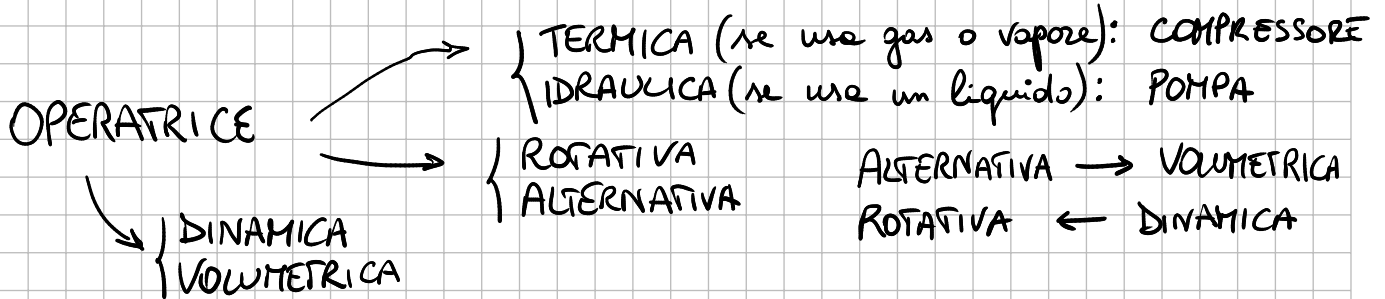 TERMICA (se usa gas o vapore): COMPRESSORE
IDRAULICA (se usa un liquido): POMPA
OPERATRICE
ROTATIVA
ALTERNATIVA
ALTERNATIVA → VOLUMETRICA
ROTATIVA ← DINAMICA
DINAMICA
VOLUMETRICA